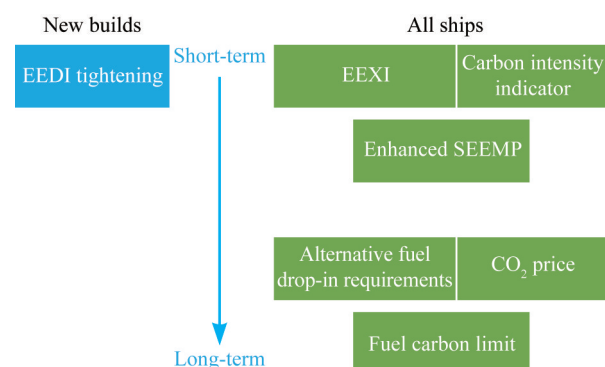 New builds
All ships
EEDI tightening
Short-term
EEXI
Carbon intensity
indicator
Enhanced SEEMP
Alternative fuel
drop-in requirements
CO₂ price
Fuel carbon limit
Long-term